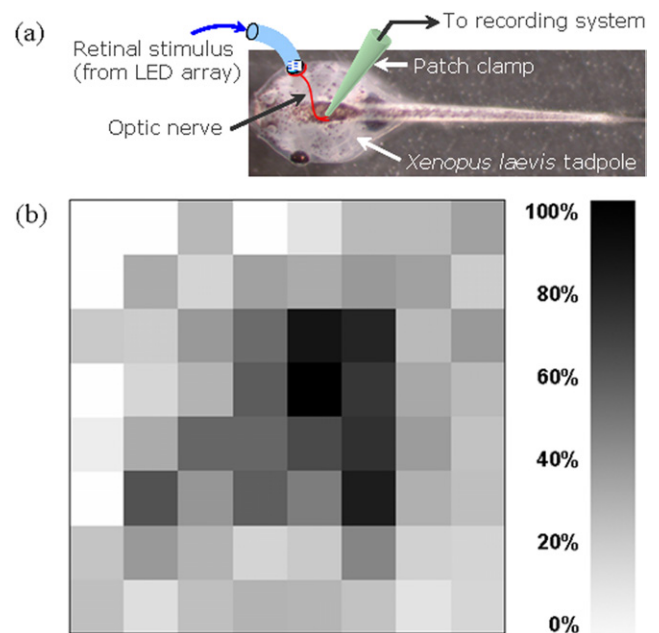 (a)
To recording system
Retinal stimulus
(from LED array)
Patch clamp
Optic nerve
Xenopus laevis tadpole
(b)
100%
80%
60%
40%
20%
0%